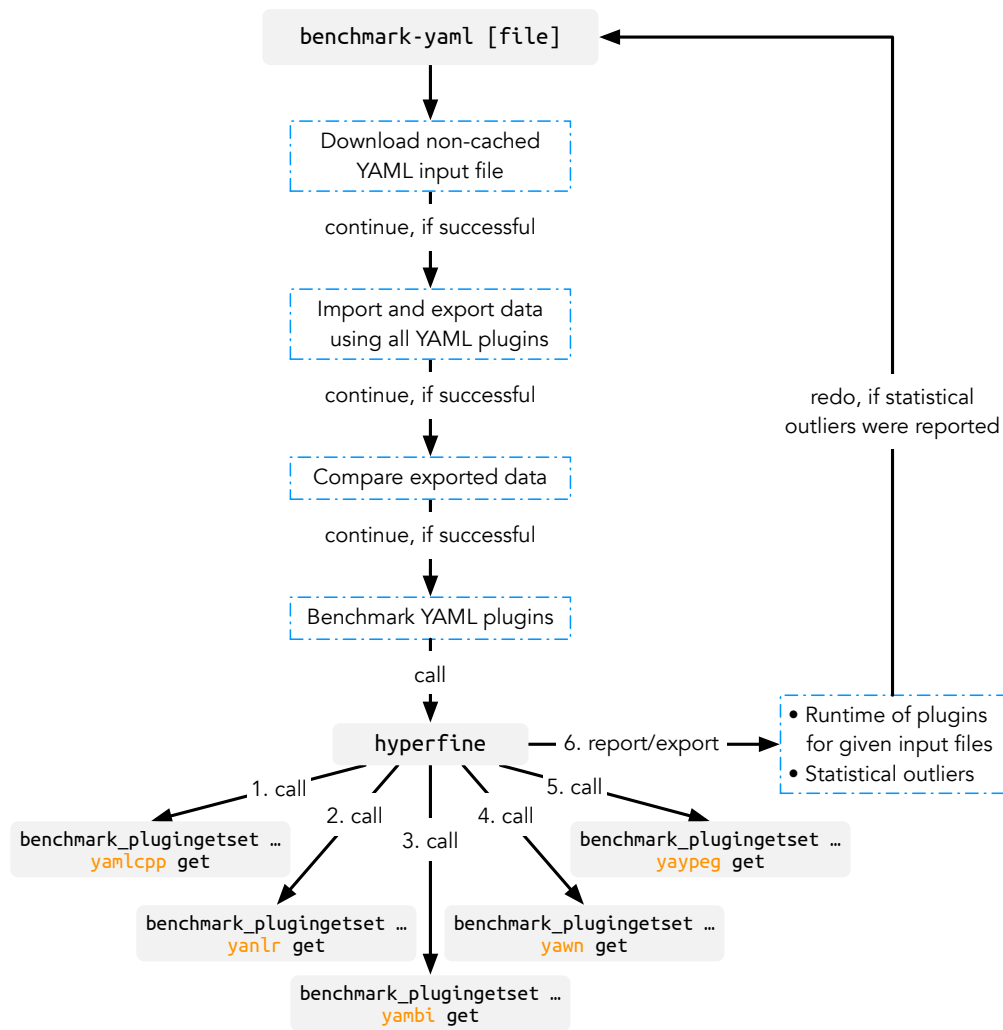 benchmark-yaml [file]
Download non-cached
YAML input file
continue, if successful
Import and export data
using all YAML plugins
continue, if successful
redo, if statistical
outliers were reported
Compare exported data
continue, if successful
Benchmark YAML plugins
call
hyperfine
6. report/export
• Runtime of plugins
for given input files
• Statistical outliers
1. call
2. call
3. call
4. call
5. call
benchmark_plugingetset …
yamlcpp get
benchmark_plugingetset …
yaypeg get
benchmark_plugingetset …
yanlr get
benchmark_plugingetset …
yawn get
benchmark_plugingetset …
yambi get